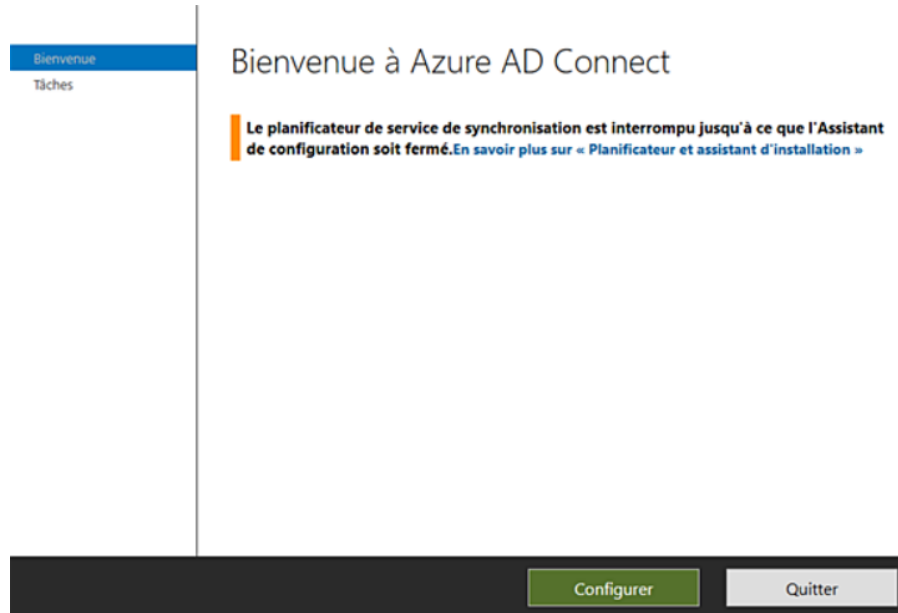 Bienvenue
Tâches
Bienvenue à Azure AD Connect
Le planificateur de service de synchronisation est interrompu jusqu'à ce que l'Assistant
de configuration soit fermé.En savoir plus sur « Planificateur et assistant d'installation »
Configurer
Quitter